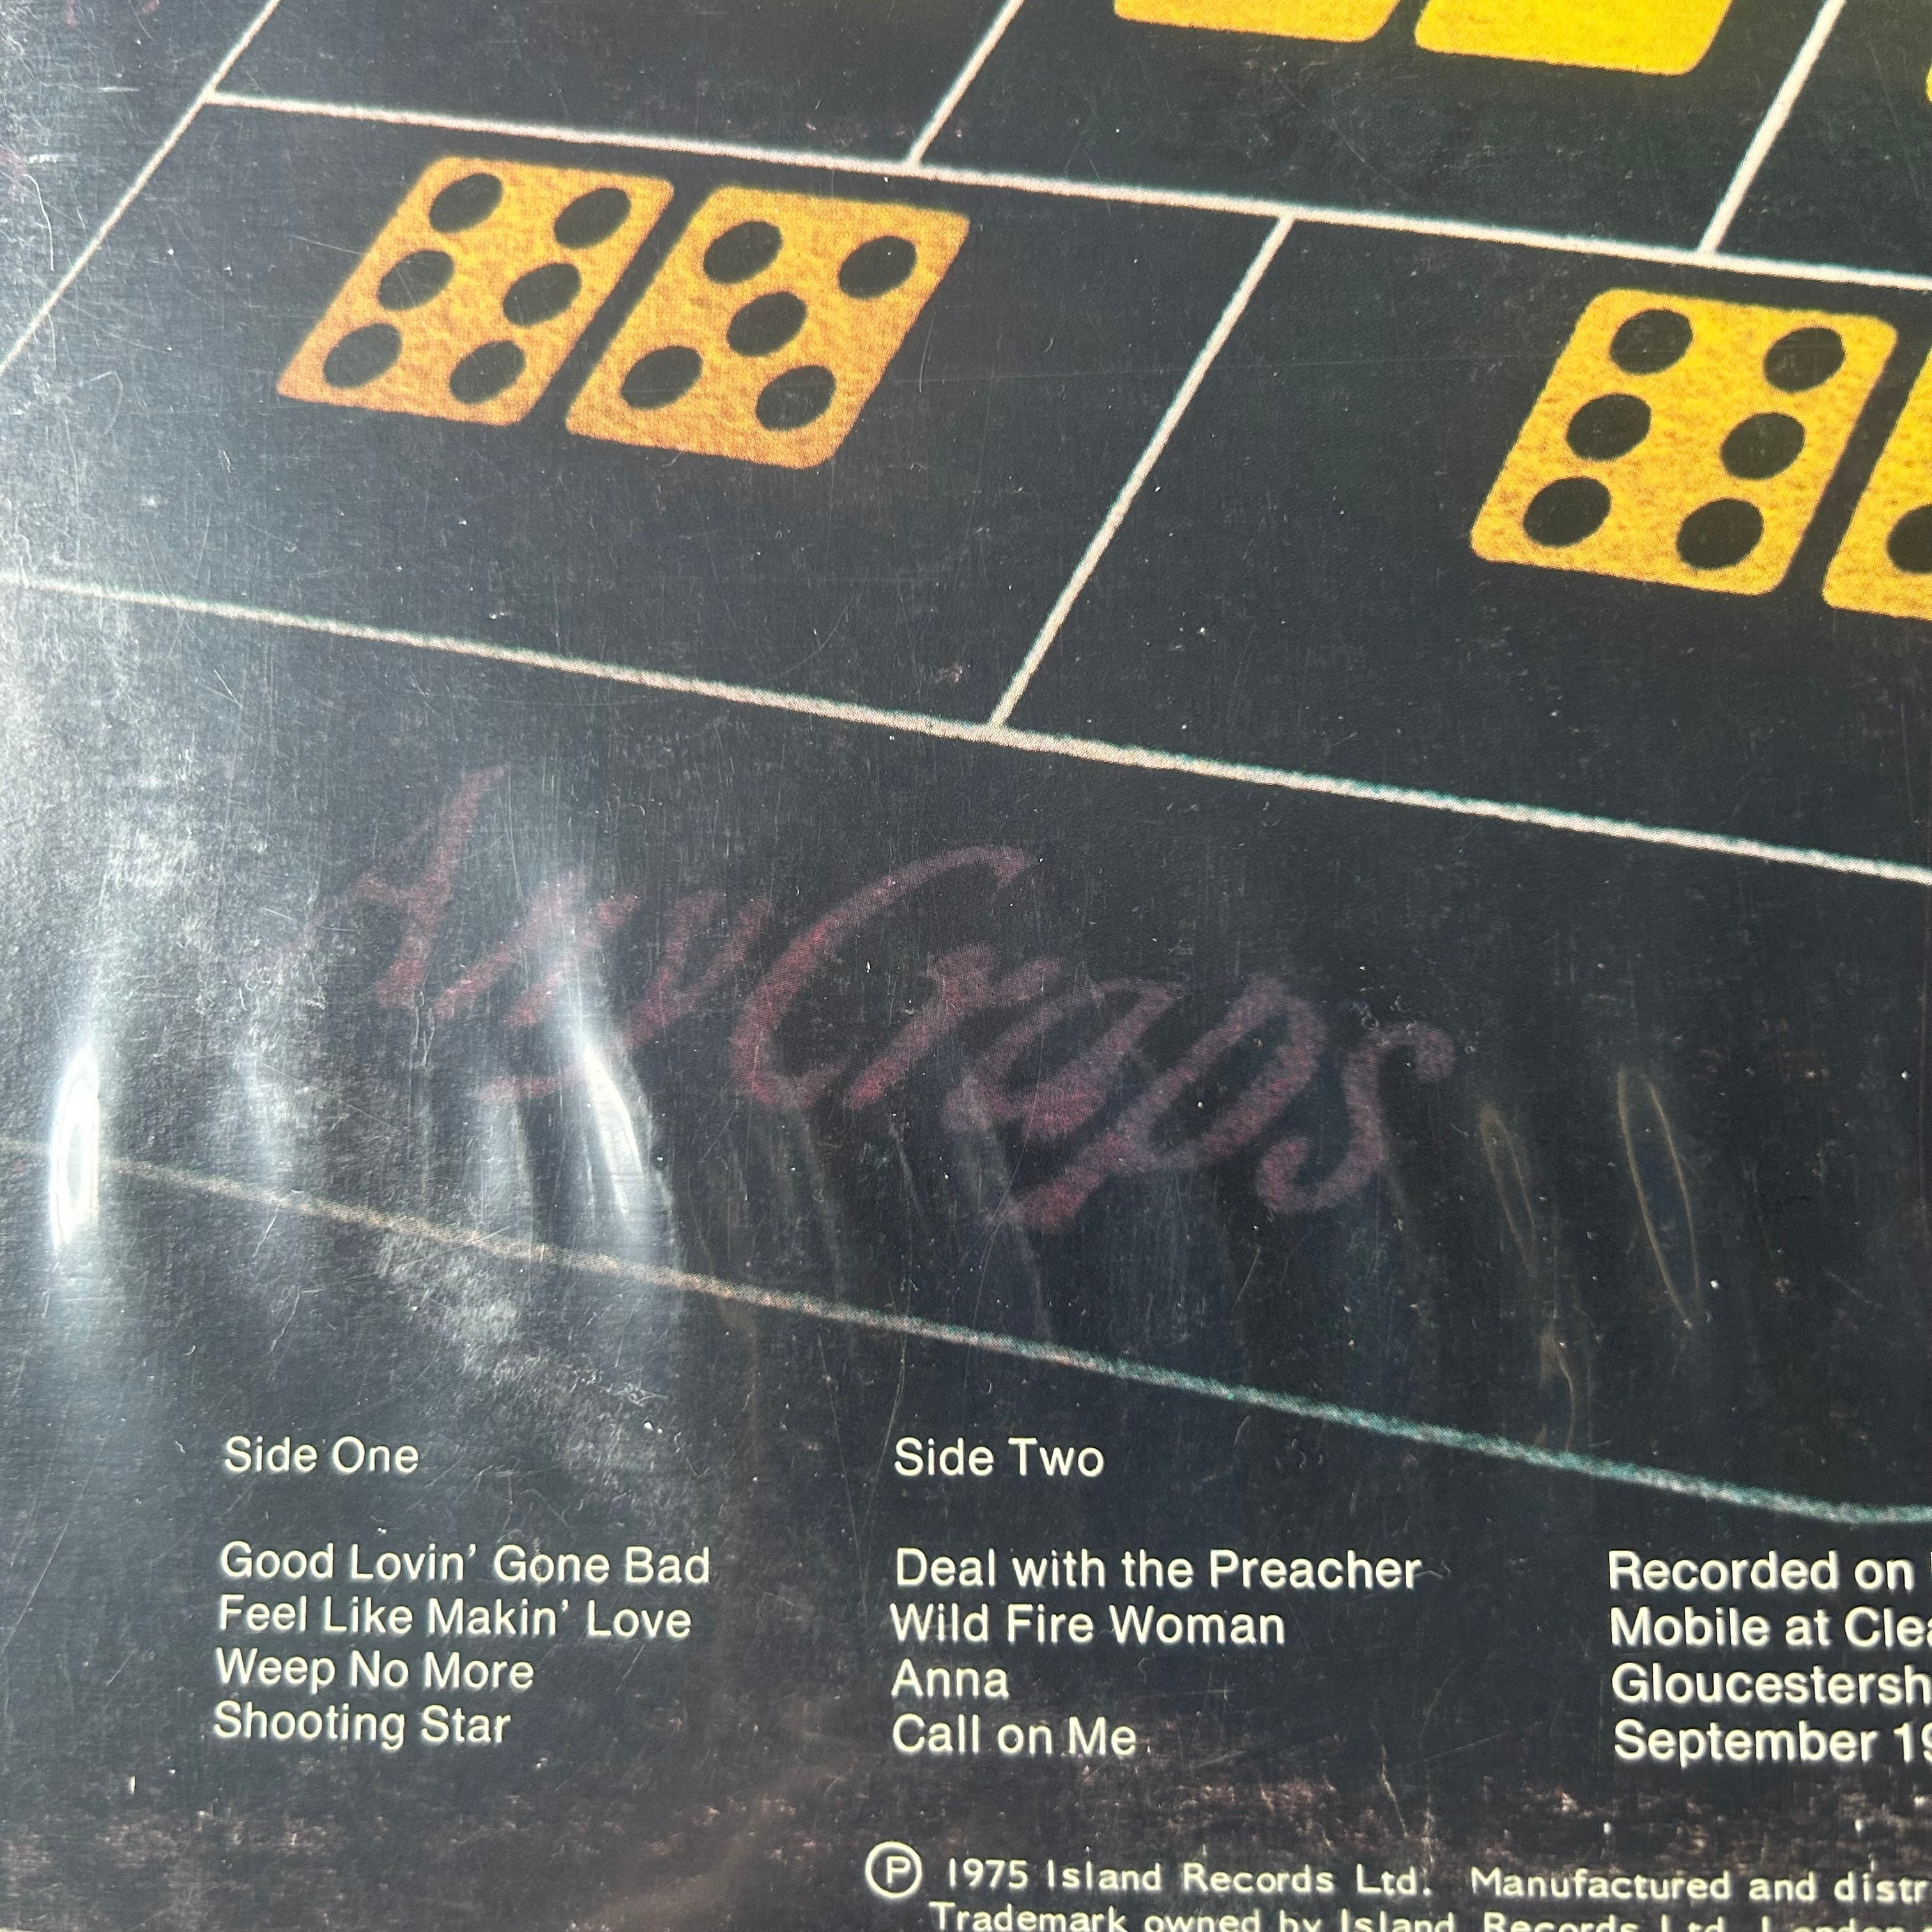 Any Craps
Side One
Good Lovin' Gone Bad
Feel Like Makin' Love
Weep No More
Shooting Star
Side Two
Deal with the Preacher
Wild Fire Woman
Anna
Call on Me
Recorded on
Mobile at Clea
Gloucestersh
September 19
℗ 1975 Island Records Ltd. Manufactured and distr
Trademark owned by Island Records Ltd. London